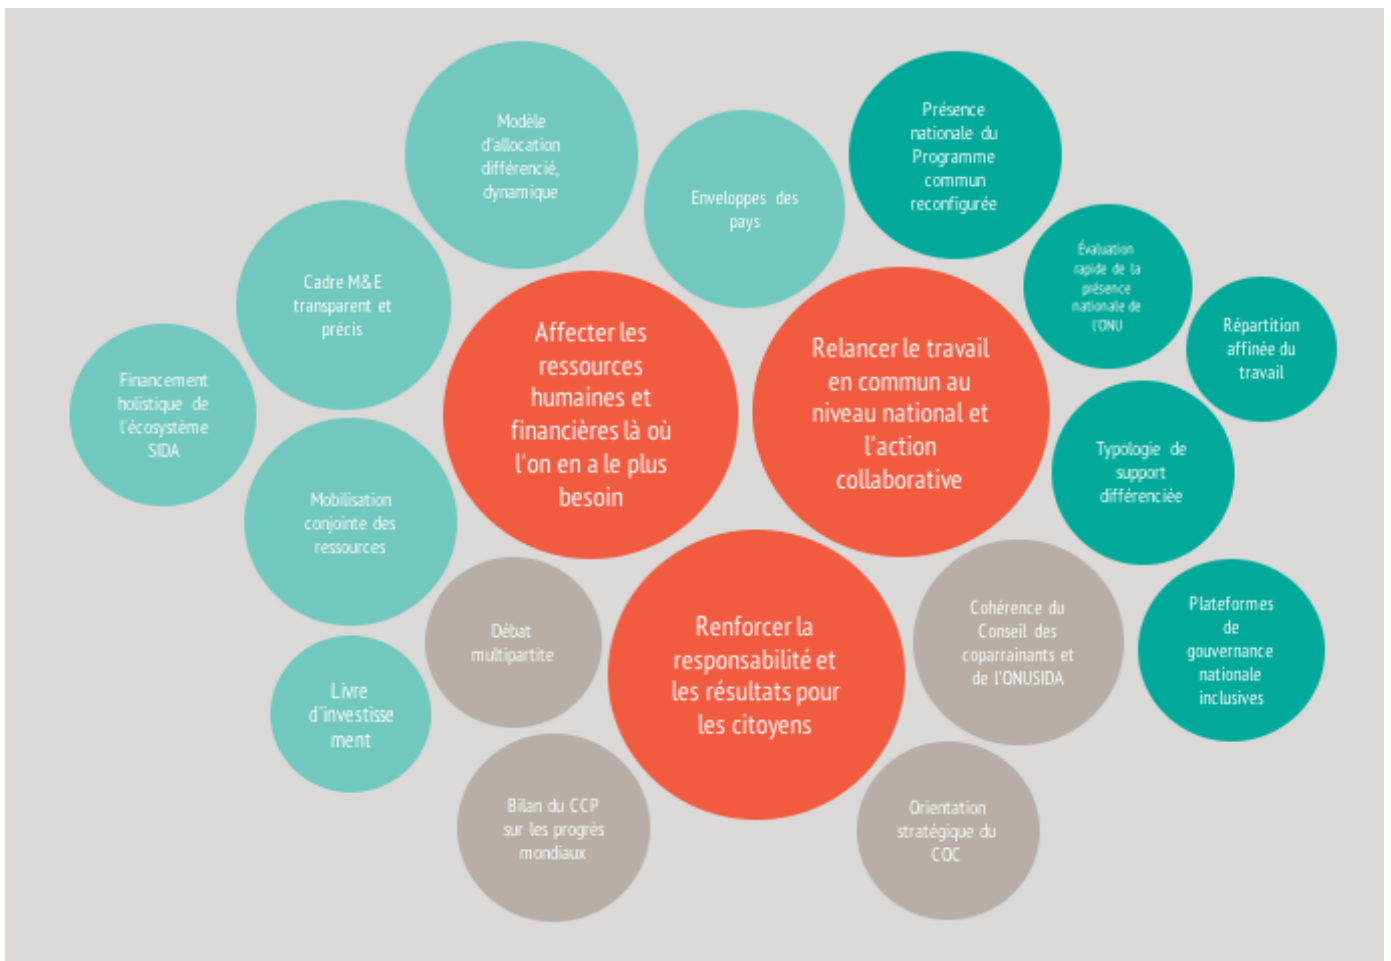 Modèle
d'allocation
différencié,
dynamique
Enveloppes des
pays
Présence
nationale du
Programme
commun
reconfigurée
Évaluation
rapide de la
présence
nationale de
l'ONU
Répartition
affinée du
travail
Cadre M&E
transparent et
précis
Affecter les
ressources
humaines et
financières là où
l'on en a le plus
besoin
Relancer le travail
en commun au
niveau national et
l'action
collaborative
Financement
holistique de
l'écosystème
SIDA
Typologie de
support
différenciée
Mobilisation
conjointe des
ressources
Débat
multipartite
Renforcer la
responsabilité et
les résultats pour
les citoyens
Cohérence du
Conseil des
coparrainants et
de l'ONUSIDA
Plateformes
de
gouvernance
nationale
inclusives
Livre
d'investisse
ment
Bilan du CCP
sur les progrès
mondiaux
Orientation
stratégique du
COC